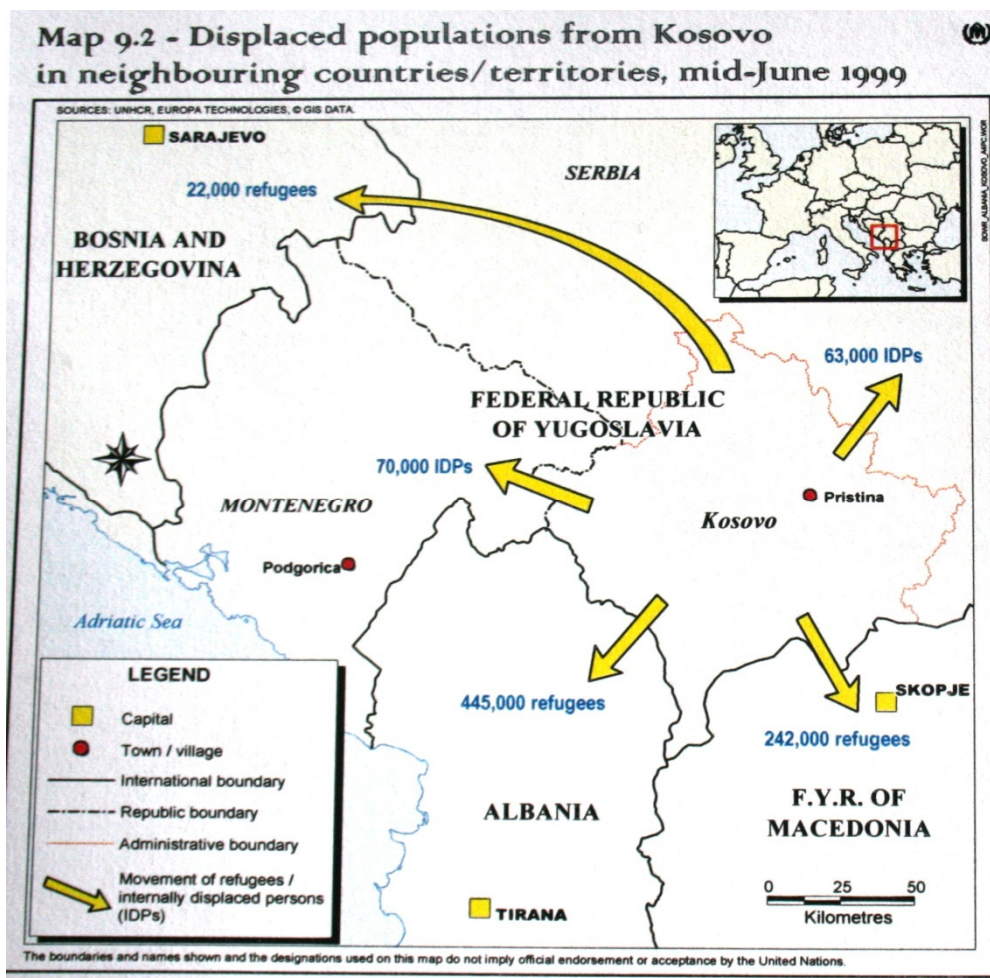 Map 9.2 - Displaced populations from Kosovo
in neighbouring countries/territories, mid-June 1999
SOURCES: UNHCR, EUROPA TECHNOLOGIES, © GIS DATA.
SARAJEVO
SERBIA
22,000 refugees
BOSNIA AND
HERZEGOVINA
63,000 IDPs
FEDERAL REPUBLIC
OF YUGOSLAVIA
70,000 IDPs
MONTENEGRO
Kosovo
Pristina
Podgorica
Adriatic Sea
LEGEND
Capital
Town / village
International boundary
Republic boundary
Administrative boundary
Movement of refugees /
internally displaced persons
(IDPs)
445,000 refugees
SKOPJE
242,000 refugees
ALBANIA
F.Y.R. OF
MACEDONIA
TIRANA
0 25 50
Kilometres
The boundaries and names shown and the designations used on this map do not imply official endorsement or acceptance by the United Nations.